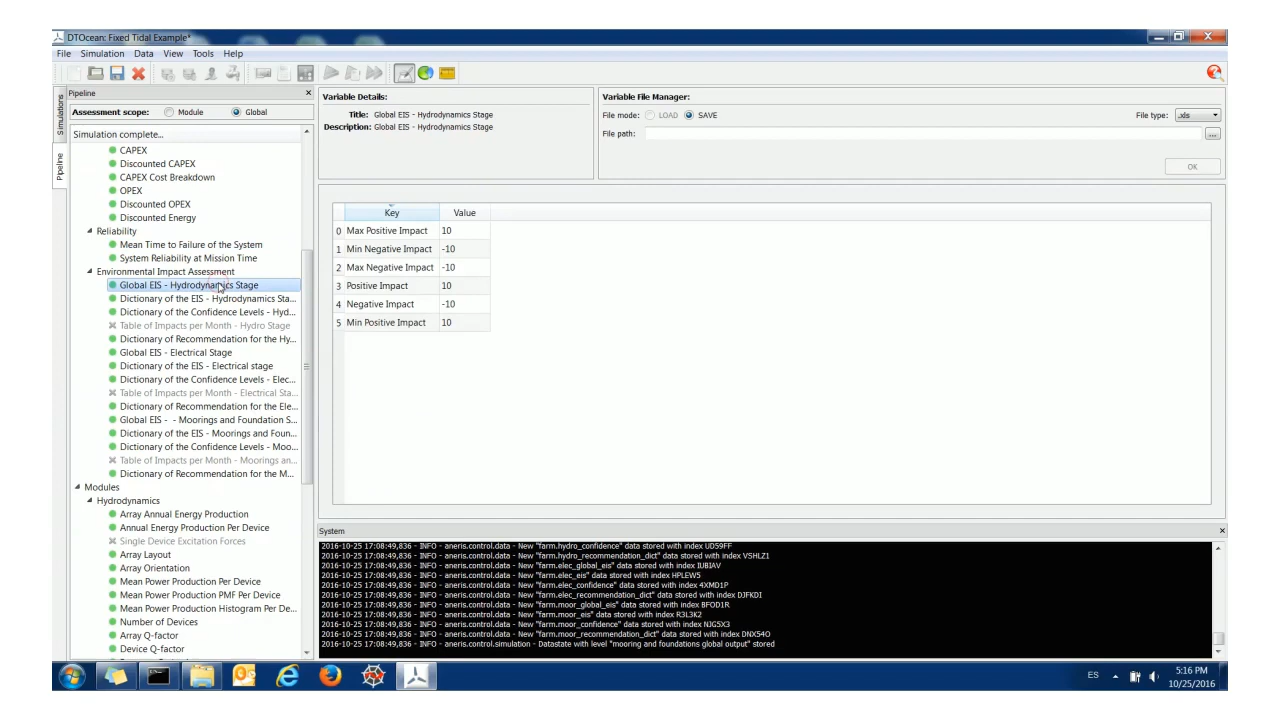 DTOcean: Fixed Tidal Example*
File Simulation Data View Tools Help
Pipeline
Assessment scope: Module Global
Simulations
Pipeline
Simulation complete...
CAPEX
Discounted CAPEX
CAPEX Cost Breakdown
OPEX
Discounted OPEX
Discounted Energy
Reliability
Mean Time to Failure of the System
System Reliability at Mission Time
Environmental Impact Assessment
Global EIS - Hydrodynamics Stage
Dictionary of the EIS - Hydrodynamics Sta...
Dictionary of the Confidence Levels - Hyd...
Table of Impacts per Month - Hydro Stage
Dictionary of Recommendation for the Hy...
Global EIS - Electrical Stage
Dictionary of the EIS - Electrical stage
Dictionary of the Confidence Levels - Elec...
Table of Impacts per Month - Electrical Sta...
Dictionary of Recommendation for the Ele...
Global EIS - - Moorings and Foundation S...
Dictionary of the EIS - Moorings and Foun...
Dictionary of the Confidence Levels - Moo...
Table of Impacts per Month - Moorings an...
Dictionary of Recommendation for the M...
Modules
Hydrodynamics
Array Annual Energy Production
Annual Energy Production Per Device
Single Device Excitation Forces
Array Layout
Array Orientation
Mean Power Production Per Device
Mean Power Production PMF Per Device
Mean Power Production Histogram Per De...
Number of Devices
Array Q-factor
Device Q-factor
Variable Details:
Title: Global EIS - Hydrodynamics Stage
Description: Global EIS - Hydrodynamics Stage
Variable File Manager:
File mode: LOAD SAVE File type: .xls
File path: ...
OK
Key Value
0 Max Positive Impact 10
1 Min Negative Impact -10
2 Max Negative Impact -10
3 Positive Impact 10
4 Negative Impact -10
5 Min Positive Impact 10
System
2016-10-25 17:08:49,836 - INFO - aneris.control.data - New "farm.hydro_confidence" data stored with index UD59FF
2016-10-25 17:08:49,836 - INFO - aneris.control.data - New "farm.hydro_recommendation_dict" data stored with index VSHLZ1
2016-10-25 17:08:49,836 - INFO - aneris.control.data - New "farm.elec_global_eis" data stored with index IUBIAV
2016-10-25 17:08:49,836 - INFO - aneris.control.data - New "farm.elec_eis" data stored with index HPLEW5
2016-10-25 17:08:49,836 - INFO - aneris.control.data - New "farm.elec_confidence" data stored with index 4XMD1P
2016-10-25 17:08:49,836 - INFO - aneris.control.data - New "farm.elec_recommendation_dict" data stored with index DJFKDI
2016-10-25 17:08:49,836 - INFO - aneris.control.data - New "farm.moor_global_eis" data stored with index BFOD1R
2016-10-25 17:08:49,836 - INFO - aneris.control.data - New "farm.moor_eis" data stored with index R3L3K2
2016-10-25 17:08:49,836 - INFO - aneris.control.data - New "farm.moor_confidence" data stored with index NJG5X3
2016-10-25 17:08:49,836 - INFO - aneris.control.data - New "farm.moor_recommendation_dict" data stored with index DNX54O
2016-10-25 17:08:49,836 - INFO - aneris.control.simulation - Datastate with level "mooring and foundations global output" stored
ES
5:16 PM
10/25/2016